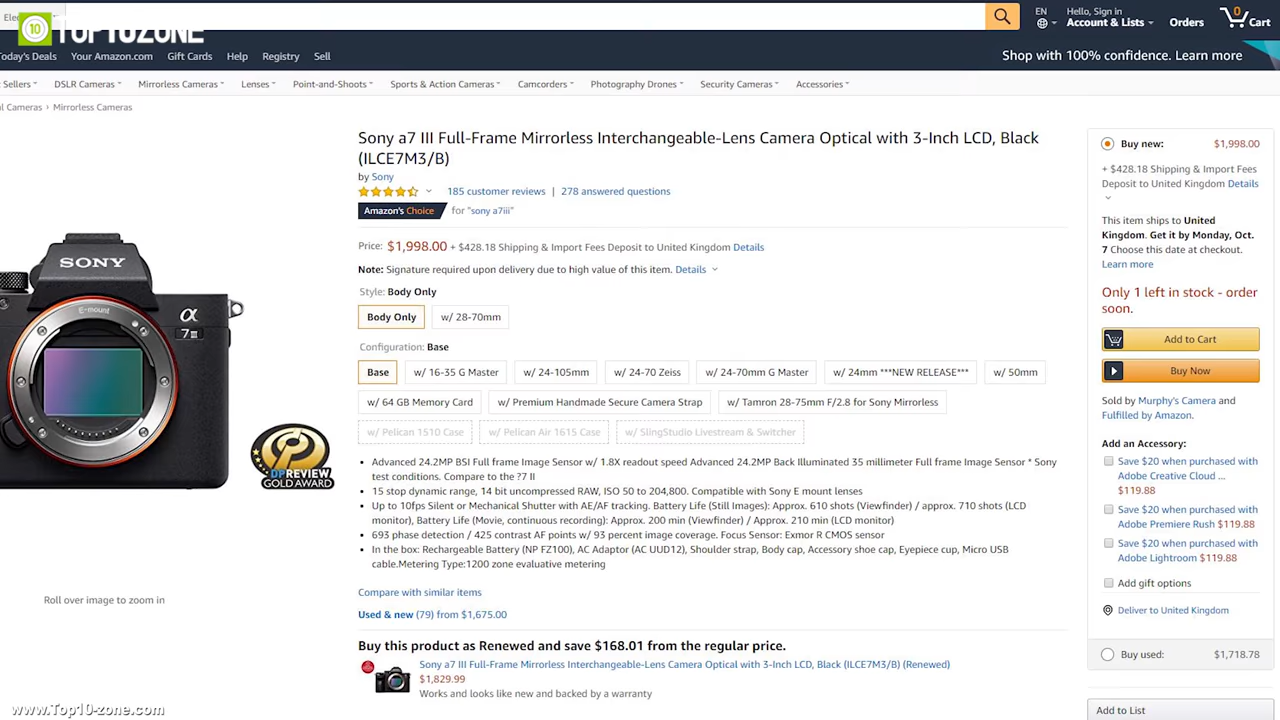 Ele
10 TOP10ZONE
EN
Hello, Sign in
Account & Lists
Orders
0
Cart
Today's Deals Your Amazon.com Gift Cards Help Registry Sell
Shop with 100% confidence. Learn more
Sellers DSLR Cameras Mirrorless Cameras Lenses Point-and-Shoots Sports & Action Cameras Camcorders Photography Drones Security Cameras Accessories
al Cameras › Mirrorless Cameras
Sony a7 III Full-Frame Mirrorless Interchangeable-Lens Camera Optical with 3-Inch LCD, Black
(ILCE7M3/B)
by Sony
185 customer reviews | 278 answered questions
Amazon's Choice for "sony a7iii"
Price: $1,998.00 + $428.18 Shipping & Import Fees Deposit to United Kingdom Details
Note: Signature required upon delivery due to high value of this item. Details
Style: Body Only
Body Only w/ 28-70mm
Configuration: Base
Base w/ 16-35 G Master w/ 24-105mm w/ 24-70 Zeiss w/ 24-70mm G Master w/ 24mm ***NEW RELEASE*** w/ 50mm
w/ 64 GB Memory Card w/ Premium Handmade Secure Camera Strap w/ Tamron 28-75mm F/2.8 for Sony Mirrorless
w/ Pelican 1510 Case w/ Pelican Air 1615 Case w/ SlingStudio Livestream & Switcher
• Advanced 24.2MP BSI Full frame Image Sensor w/ 1.8X readout speed Advanced 24.2MP Back Illuminated 35 millimeter Full frame Image Sensor * Sony
test conditions. Compare to the ?7 II
• 15 stop dynamic range, 14 bit uncompressed RAW, ISO 50 to 204,800. Compatible with Sony E mount lenses
• Up to 10fps Silent or Mechanical Shutter with AE/AF tracking. Battery Life (Still Images): Approx. 610 shots (Viewfinder) / approx. 710 shots (LCD
monitor), Battery Life (Movie, continuous recording): Approx. 200 min (Viewfinder) / Approx. 210 min (LCD monitor)
• 693 phase detection / 425 contrast AF points w/ 93 percent image coverage. Focus Sensor: Exmor R CMOS sensor
• In the box: Rechargeable Battery (NP FZ100), AC Adaptor (AC UUD12), Shoulder strap, Body cap, Accessory shoe cap, Eyepiece cup, Micro USB
cable.Metering Type:1200 zone evaluative metering
Compare with similar items
Used & new (79) from $1,675.00
Buy this product as Renewed and save $168.01 from the regular price.
Sony a7 III Full-Frame Mirrorless Interchangeable-Lens Camera Optical with 3-Inch LCD, Black (ILCE7M3/B) (Renewed)
$1,829.99
Works and looks like new and backed by a warranty
SONY
E-mount
α
7III
DPREVIEW
GOLD AWARD
Roll over image to zoom in
www.Top10-zone.com
Buy new: $1,998.00
+ $428.18 Shipping & Import Fees
Deposit to United Kingdom Details
This item ships to United
Kingdom. Get it by Monday, Oct.
7 Choose this date at checkout.
Learn more
Only 1 left in stock - order
soon.
Add to Cart
Buy Now
Sold by Murphy's Camera and
Fulfilled by Amazon.
Add an Accessory:
Save $20 when purchased with
Adobe Creative Cloud ...
$119.88
Save $20 when purchased with
Adobe Premiere Rush $119.88
Save $20 when purchased with
Adobe Lightroom $119.88
Add gift options
Deliver to United Kingdom
Buy used: $1,718.78
Add to List